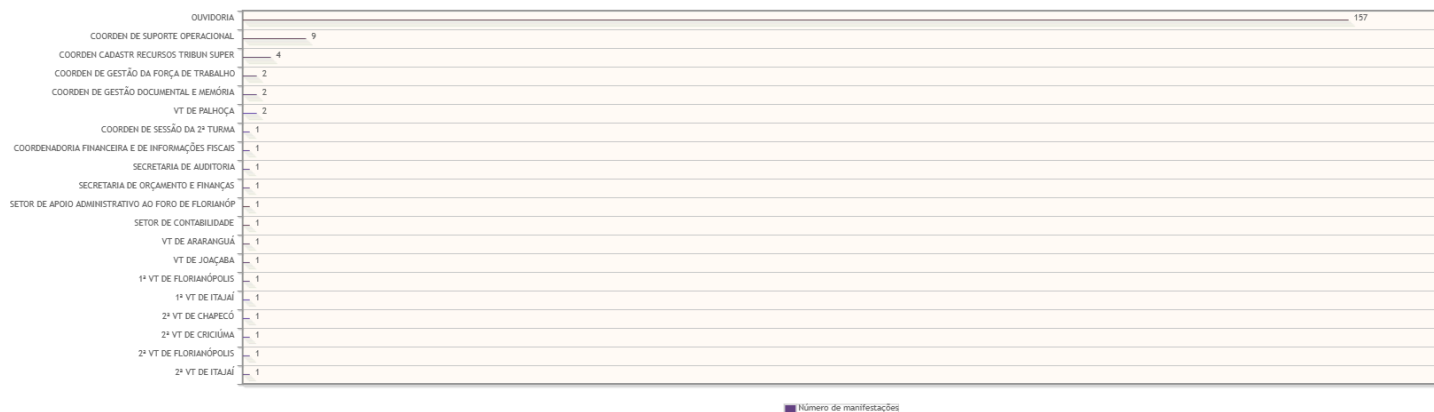 OUVIDORIA 157
COORDEN DE SUPORTE OPERACIONAL 9
COORDEN CADASTR RECURSOS TRIBUN SUPER 4
COORDEN DE GESTÃO DA FORÇA DE TRABALHO 2
COORDEN DE GESTÃO DOCUMENTAL E MEMÓRIA 2
VT DE PALHOÇA 2
COORDEN DE SESSÃO DA 2ª TURMA 1
COORDENADORIA FINANCEIRA E DE INFORMAÇÕES FISCAIS 1
SECRETARIA DE AUDITORIA 1
SECRETARIA DE ORÇAMENTO E FINANÇAS 1
SETOR DE APOIO ADMINISTRATIVO AO FORO DE FLORIANÓP 1
SETOR DE CONTABILIDADE 1
VT DE ARARANGUÁ 1
VT DE JOAÇABA 1
1ª VT DE FLORIANÓPOLIS 1
1ª VT DE ITAJAÍ 1
2ª VT DE CHAPECÓ 1
2ª VT DE CRICIÚMA 1
2ª VT DE FLORIANÓPOLIS 1
2ª VT DE ITAJAÍ 1
Número de manifestações